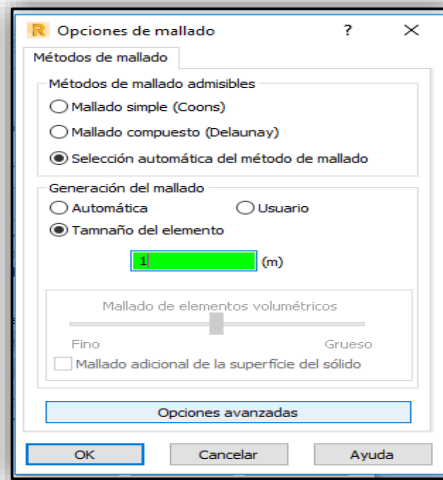 R Opciones de mallado ? ×
Métodos de mallado
Métodos de mallado admisibles
Mallado simple (Coons)
Mallado compuesto (Delaunay)
Selección automática del método de mallado
Generación del mallado
Automática Usuario
Tamnaño del elemento
1 (m)
Mallado de elementos volumétricos
Fino Grueso
Mallado adicional de la superfície del sólido
Opciones avanzadas
OK Cancelar Ayuda